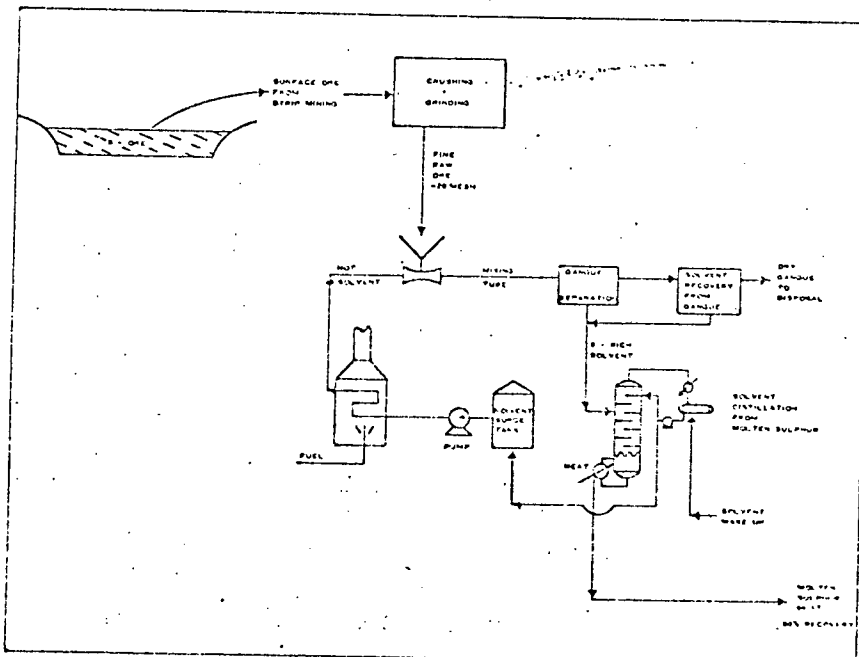 SURFACE ORE
FROM
STRIP MINING
CRUSHING
+
GRINDING
S - ORE
FINE
RAW
ORE
-20 MESH
HOT
SOLVENT
MIXING
TUBE
GANGUE
SEPARATION
SOLVENT
RECOVERY
FROM
GANGUE
DRY
GANGUE
TO
DISPOSAL
S - RICH
SOLVENT
SOLVENT
SURGE
TANK
PUMP
FUEL
HEAT
SOLVENT
DISTILLATION
FROM
MOLTEN SULPHUR
SOLVENT
MAKE UP
MOLTEN
SULPHUR
RECOVERY